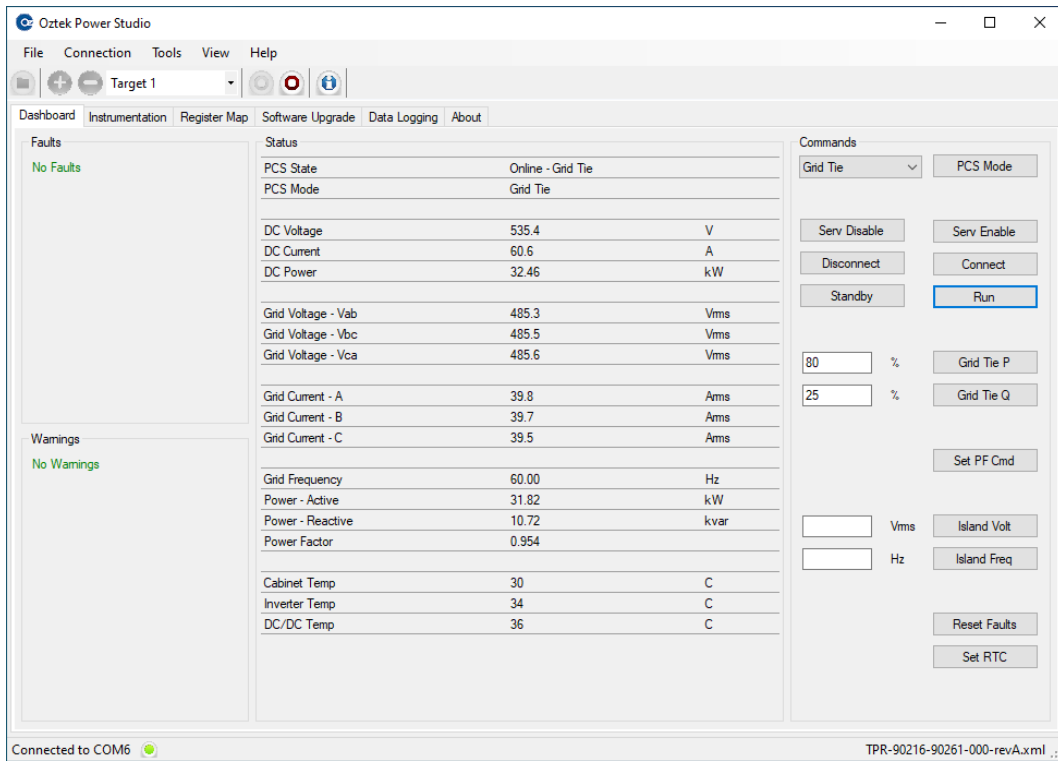 Oztek Power Studio
File Connection Tools View Help
Target 1
Dashboard Instrumentation Register Map Software Upgrade Data Logging About
Faults
No Faults
Warnings
No Warnings
Status
PCS State Online - Grid Tie
PCS Mode Grid Tie
DC Voltage 535.4 V
DC Current 60.6 A
DC Power 32.46 kW
Grid Voltage - Vab 485.3 Vrms
Grid Voltage - Vbc 485.5 Vrms
Grid Voltage - Vca 485.6 Vrms
Grid Current - A 39.8 Arms
Grid Current - B 39.7 Arms
Grid Current - C 39.5 Arms
Grid Frequency 60.00 Hz
Power - Active 31.82 kW
Power - Reactive 10.72 kvar
Power Factor 0.954
Cabinet Temp 30 C
Inverter Temp 34 C
DC/DC Temp 36 C
Commands
Grid Tie PCS Mode
Serv Disable Serv Enable
Disconnect Connect
Standby Run
80 % Grid Tie P
25 % Grid Tie Q
Set PF Cmd
Vrms Island Volt
Hz Island Freq
Reset Faults
Set RTC
Connected to COM6 TPR-90216-90261-000-revA.xml